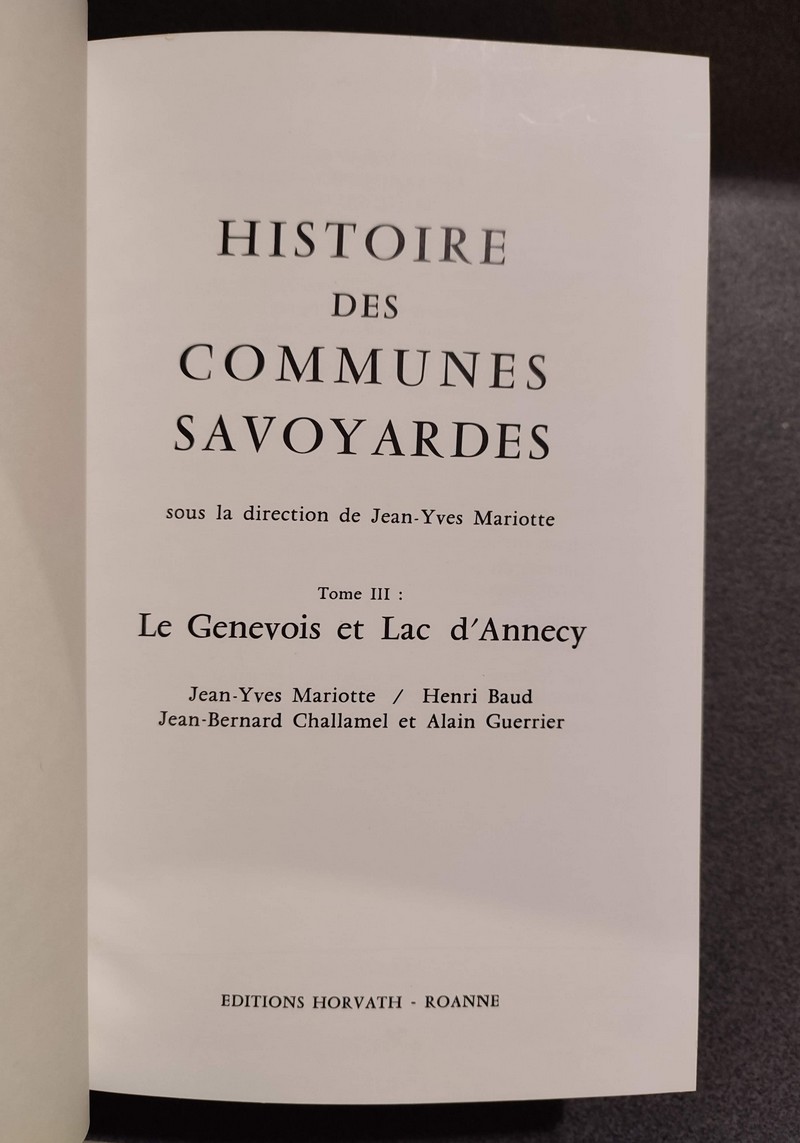 HISTOIRE
DES
COMMUNES
SAVOYARDES
sous la direction de Jean-Yves Mariotte
Tome III :
Le Genevois et Lac d'Annecy
Jean-Yves Mariotte / Henri Baud
Jean-Bernard Challamel et Alain Guerrier
EDITIONS HORVATH - ROANNE